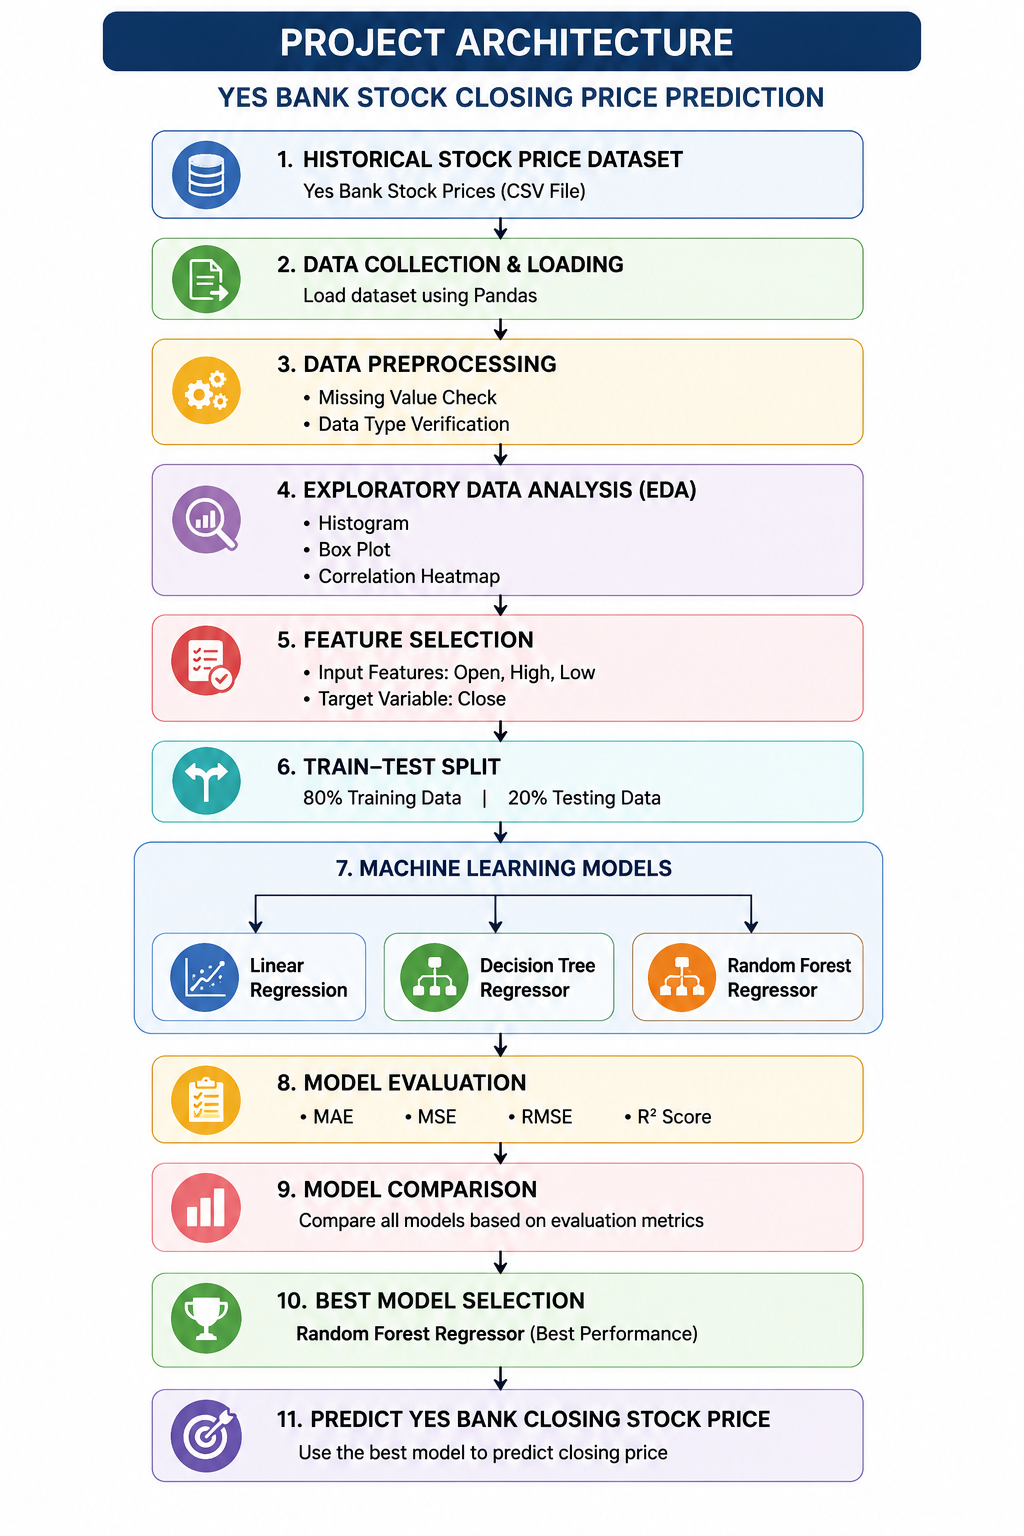 PROJECT ARCHITECTURE
YES BANK STOCK CLOSING PRICE PREDICTION
1. HISTORICAL STOCK PRICE DATASET
Yes Bank Stock Prices (CSV File)
2. DATA COLLECTION & LOADING
Load dataset using Pandas
3. DATA PREPROCESSING
• Missing Value Check
• Data Type Verification
4. EXPLORATORY DATA ANALYSIS (EDA)
• Histogram
• Box Plot
• Correlation Heatmap
5. FEATURE SELECTION
• Input Features: Open, High, Low
• Target Variable: Close
6. TRAIN–TEST SPLIT
80% Training Data | 20% Testing Data
7. MACHINE LEARNING MODELS
Linear
Regression
Decision Tree
Regressor
Random Forest
Regressor
8. MODEL EVALUATION
• MAE • MSE • RMSE • R² Score
9. MODEL COMPARISON
Compare all models based on evaluation metrics
10. BEST MODEL SELECTION
Random Forest Regressor (Best Performance)
11. PREDICT YES BANK CLOSING STOCK PRICE
Use the best model to predict closing price